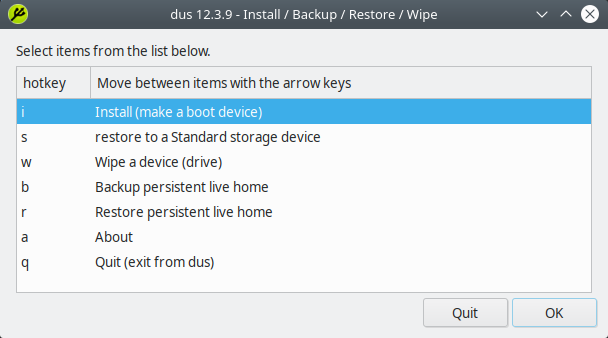 dus 12.3.9 - Install / Backup / Restore / Wipe
Select items from the list below.
hotkey Move between items with the arrow keys
i Install (make a boot device)
s restore to a Standard storage device
w Wipe a device (drive)
b Backup persistent live home
r Restore persistent live home
a About
q Quit (exit from dus)
Quit OK